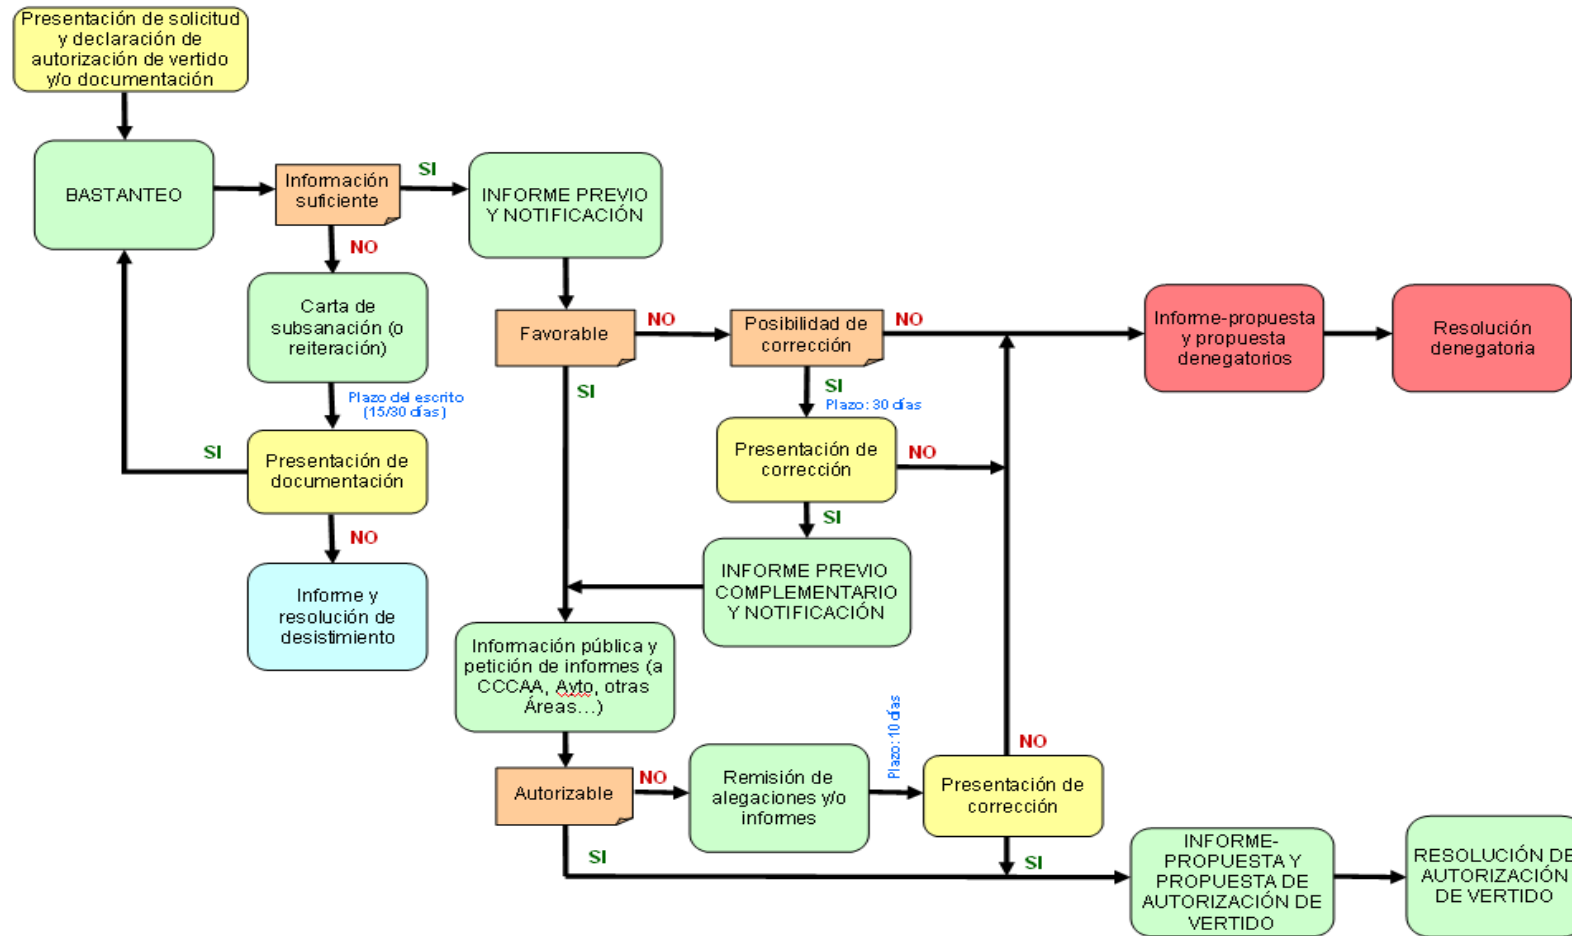 Presentación de solicitud
y declaración de
autorización de vertido
y/o documentación
BASTANTEO
Información
suficiente
SI
INFORME PREVIO
Y NOTIFICACIÓN
NO
Carta de
subsanación (o
reiteración)
Plazo del escrito
(15/30 días)
SI
Presentación de
documentación
NO
Informe y
resolución de
desistimiento
Favorable
NO
Posibilidad de
corrección
NO
Informe-propuesta
y propuesta
denegatorios
Resolución
denegatoria
SI
SI
Plazo: 30 días
Presentación de
corrección
NO
SI
INFORME PREVIO
COMPLEMENTARIO
Y NOTIFICACIÓN
Información pública y
petición de informes (a
CCCAA, Ayto, otras
Áreas...)
Autorizable
NO
Remisión de
alegaciones y/o
informes
Plazo: 10 días
NO
Presentación de
corrección
SI
SI
INFORME-
PROPUESTA Y
PROPUESTA DE
AUTORIZACIÓN DE
VERTIDO
RESOLUCIÓN DE
AUTORIZACIÓN
DE VERTIDO